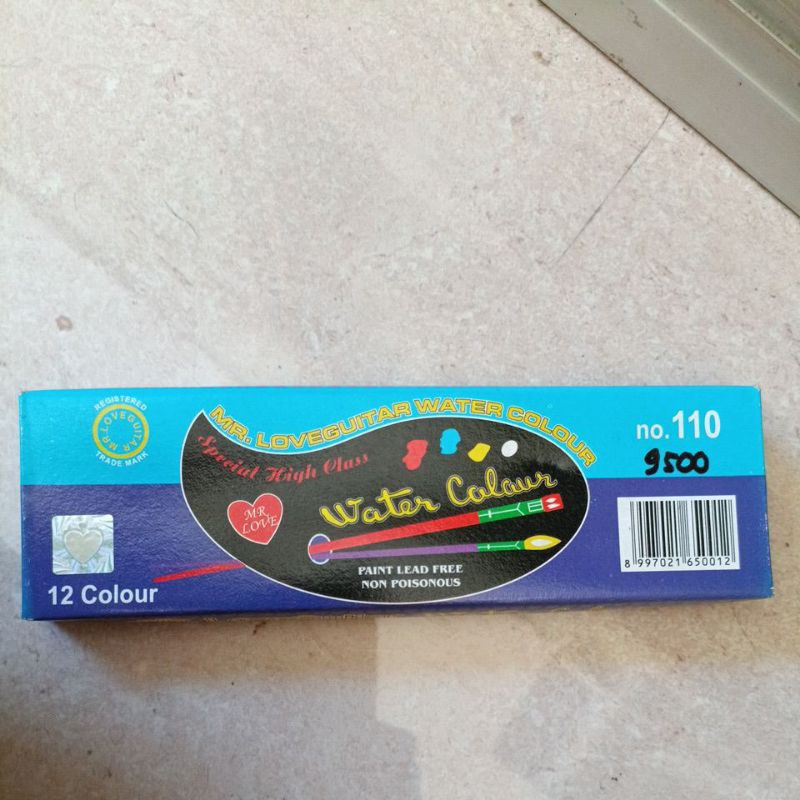 REGISTERED
MR. LOVEGUITAR
TRADE MARK
MR. LOVEGUITAR WATER COLOUR
no.110
9500
Special High Class
Water Colour
MR.
LOVE
PAINT LEAD FREE
NON POISONOUS
12 Colour
8 997021 650012